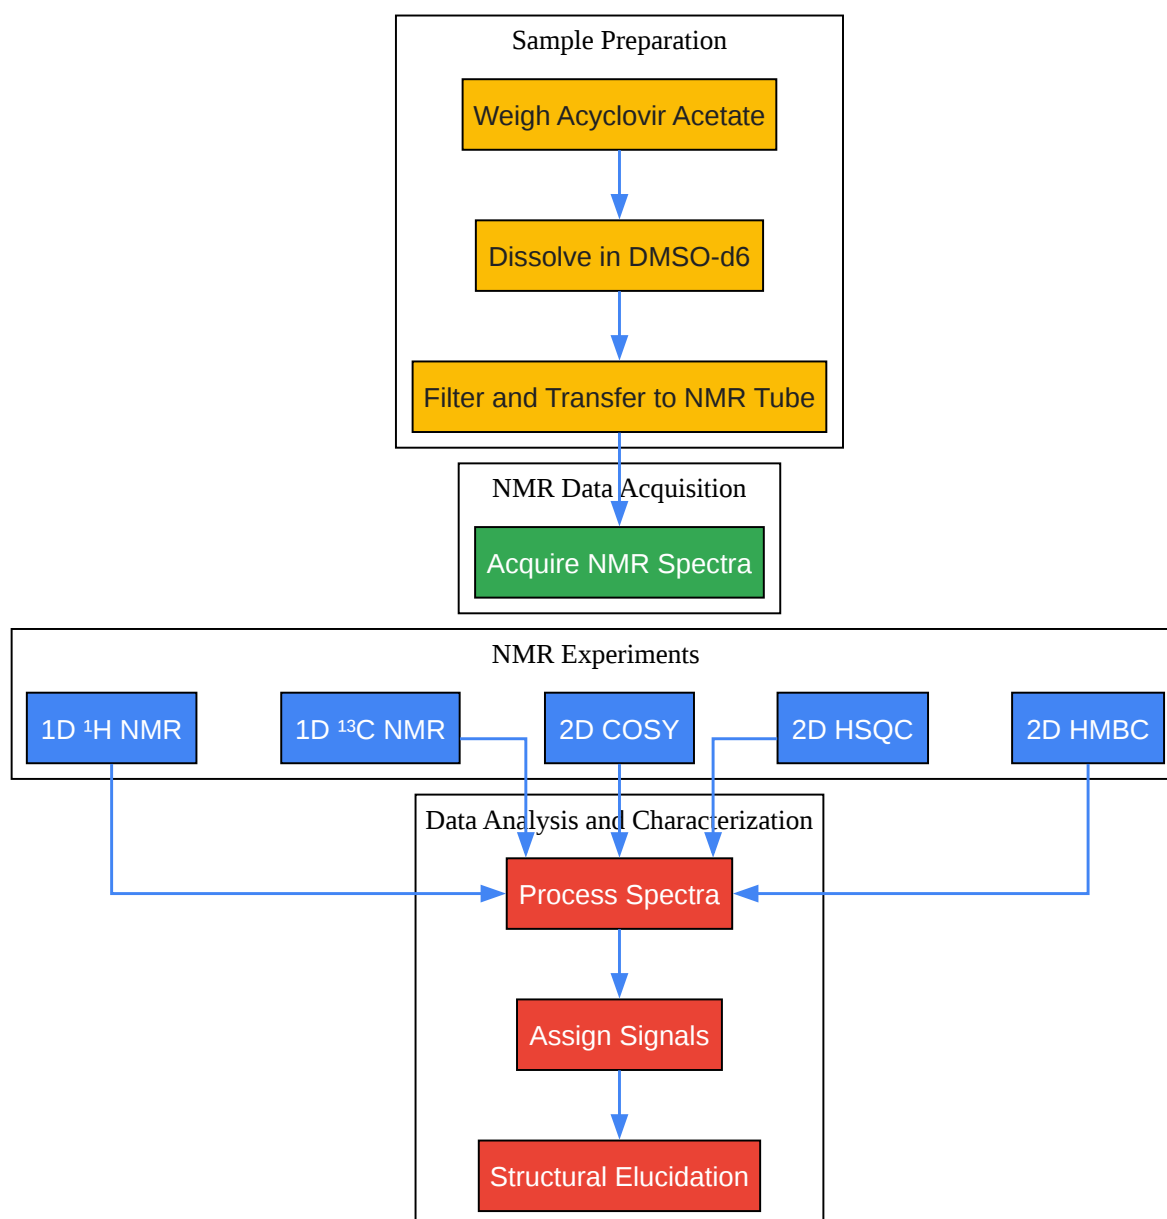 Sample Preparation
Weigh Acyclovir Acetate
Dissolve in DMSO-d6
Filter and Transfer to NMR Tube
NMR Data Acquisition
Acquire NMR Spectra
NMR Experiments
1D ¹H NMR
1D ¹³C NMR
2D COSY
2D HSQC
2D HMBC
Data Analysis and Characterization
Process Spectra
Assign Signals
Structural Elucidation